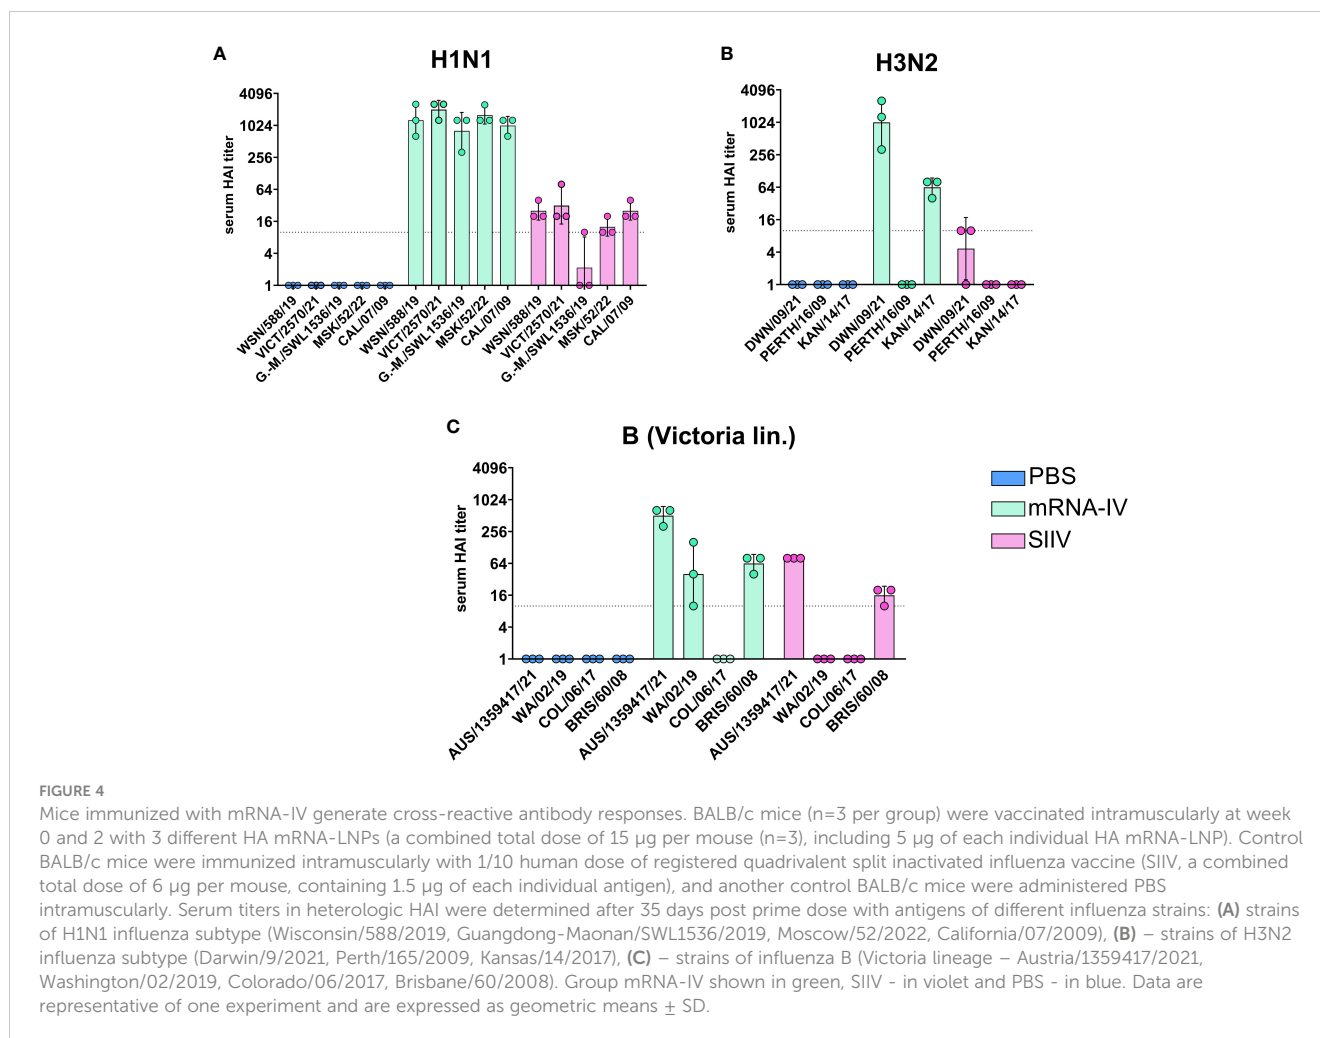 A
H1N1
serum HAI titer
4096
1024
256
64
16
4
1
WSN/588/19
VICT/2570/21
G.-M./SWL1536/19
MSK/52/22
CAL/07/09
WSN/588/19
VICT/2570/21
G.-M./SWL1536/19
MSK/52/22
CAL/07/09
WSN/588/19
VICT/2570/21
G.-M./SWL1536/19
MSK/52/22
CAL/07/09
B
H3N2
serum HAI titer
4096
1024
256
64
16
4
1
DWN/09/21
PERTH/16/09
KAN/14/17
DWN/09/21
PERTH/16/09
KAN/14/17
DWN/09/21
PERTH/16/09
KAN/14/17
C
B (Victoria lin.)
serum HAI titer
4096
1024
256
64
16
4
1
AUS/1359417/21
WA/02/19
COL/06/17
BRIS/60/08
AUS/1359417/21
WA/02/19
COL/06/17
BRIS/60/08
AUS/1359417/21
WA/02/19
COL/06/17
BRIS/60/08
PBS
mRNA-IV
SIIV
FIGURE 4
Mice immunized with mRNA-IV generate cross-reactive antibody responses. BALB/c mice (n=3 per group) were vaccinated intramuscularly at week
0 and 2 with 3 different HA mRNA-LNPs (a combined total dose of 15 µg per mouse (n=3), including 5 µg of each individual HA mRNA-LNP). Control
BALB/c mice were immunized intramuscularly with 1/10 human dose of registered quadrivalent split inactivated influenza vaccine (SIIV, a combined
total dose of 6 µg per mouse, containing 1.5 µg of each individual antigen), and another control BALB/c mice were administered PBS
intramuscularly. Serum titers in heterologic HAI were determined after 35 days post prime dose with antigens of different influenza strains: (A) strains
of H1N1 influenza subtype (Wisconsin/588/2019, Guangdong-Maonan/SWL1536/2019, Moscow/52/2022, California/07/2009), (B) – strains of H3N2
influenza subtype (Darwin/9/2021, Perth/165/2009, Kansas/14/2017), (C) – strains of influenza B (Victoria lineage – Austria/1359417/2021,
Washington/02/2019, Colorado/06/2017, Brisbane/60/2008). Group mRNA-IV shown in green, SIIV - in violet and PBS - in blue. Data are
representative of one experiment and are expressed as geometric means ± SD.